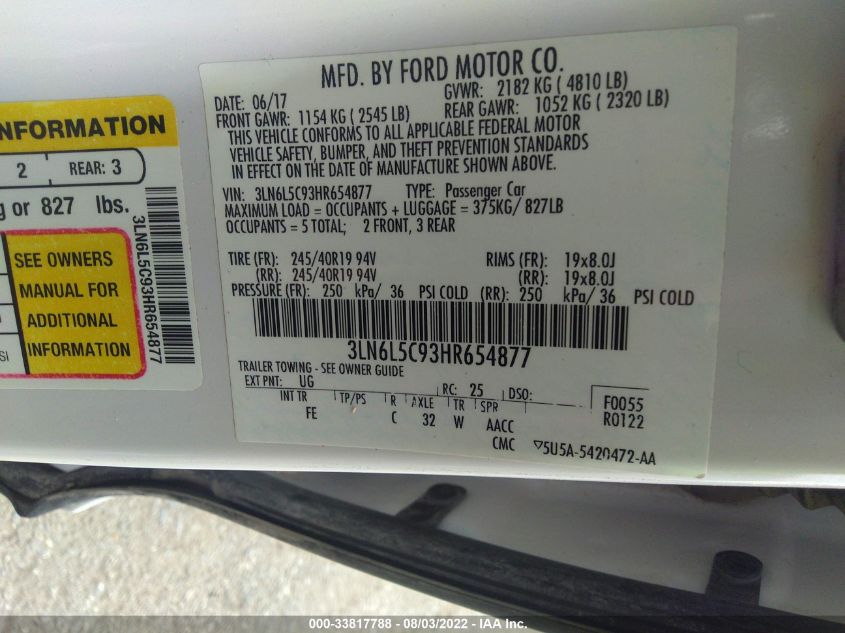 NFORMATION
2 REAR: 3
g or 827 lbs.
SEE OWNERS
MANUAL FOR
ADDITIONAL
INFORMATION
SI
3LN6L5C93HR654877
MFD. BY FORD MOTOR CO.
DATE: 06/17 GVWR: 2182 KG ( 4810 LB)
FRONT GAWR: 1154 KG ( 2545 LB) REAR GAWR: 1052 KG ( 2320 LB)
THIS VEHICLE CONFORMS TO ALL APPLICABLE FEDERAL MOTOR
VEHICLE SAFETY, BUMPER, AND THEFT PREVENTION STANDARDS
IN EFFECT ON THE DATE OF MANUFACTURE SHOWN ABOVE.
VIN: 3LN6L5C93HR654877 TYPE: Passenger Car
MAXIMUM LOAD = OCCUPANTS + LUGGAGE = 375KG/ 827LB
OCCUPANTS = 5 TOTAL; 2 FRONT, 3 REAR
TIRE (FR): 245/40R19 94V RIMS (FR): 19x8.0J
(RR): 245/40R19 94V (RR): 19x8.0J
PRESSURE (FR): 250 kPa/ 36 PSI COLD (RR): 250 kPa/ 36 PSI COLD
3LN6L5C93HR654877
TRAILER TOWING - SEE OWNER GUIDE
EXT PNT: UG RC: 25 DSO: F0055
INT TR TP/PS R AXLE TR SPR R0122
FE C 32 W AACC
CMC ▽5U5A-5420472-AA
000-33817788 - 08/03/2022 - IAA Inc.